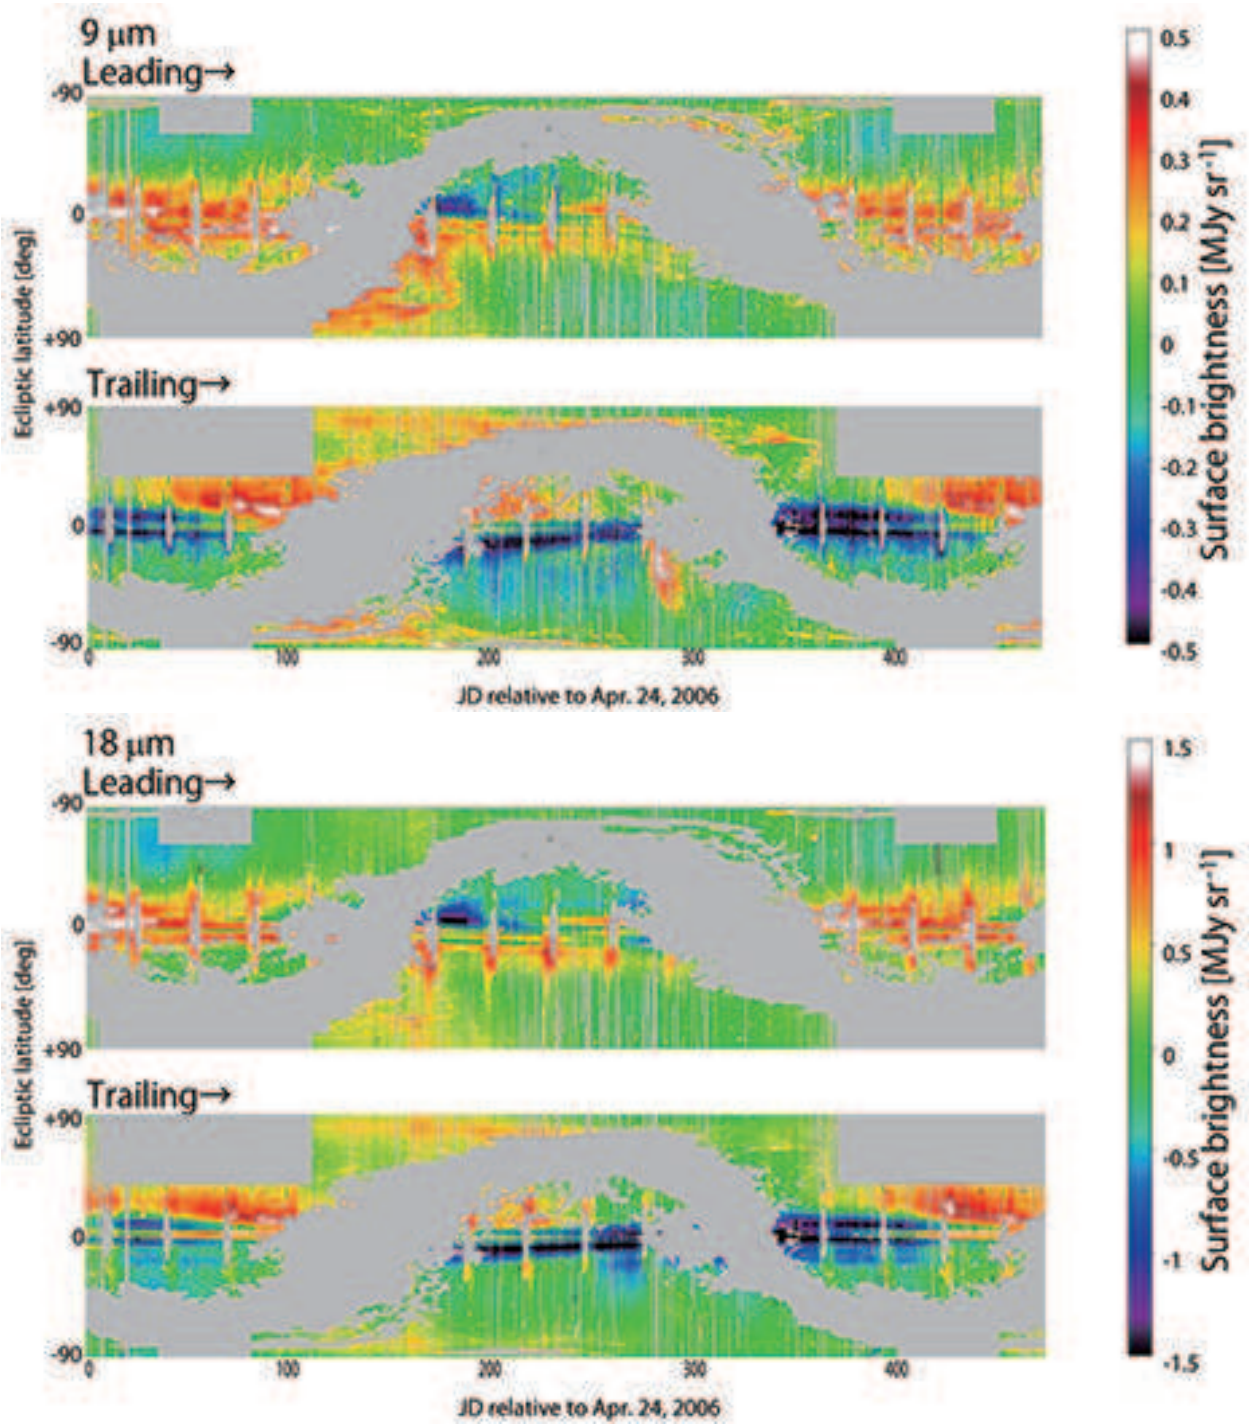 9 μm
Leading→
-90
0
+90
Trailing→
+90
0
-90
Ecliptic latitude [deg]
0 100 200 300 400
JD relative to Apr. 24, 2006
0.5
0.4
0.3
0.2
0.1
0
-0.1
-0.2
-0.3
-0.4
-0.5
Surface brightness [MJy sr⁻¹]
18 μm
Leading→
-90
0
+90
Trailing→
+90
0
-90
Ecliptic latitude [deg]
0 100 200 300 400
JD relative to Apr. 24, 2006
1.5
1
0.5
0
-0.5
-1
-1.5
Surface brightness [MJy sr⁻¹]